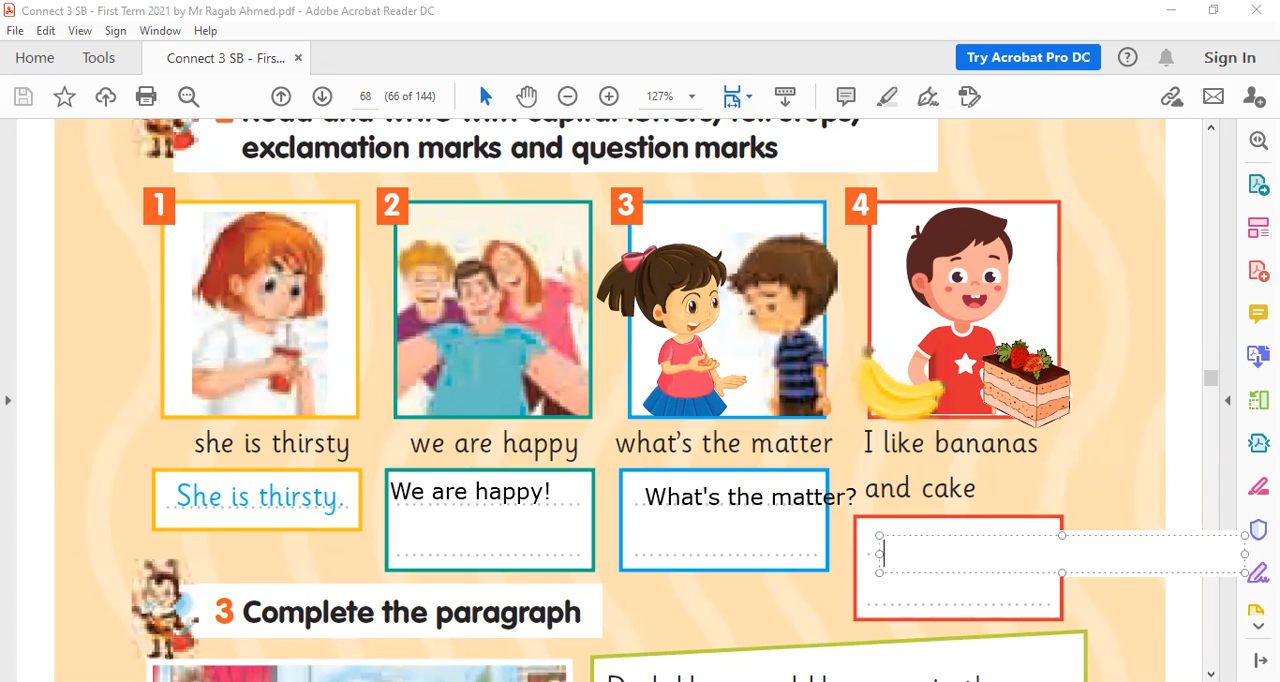 Connect 3 SB - First Term 2021 by Mr Ragab Ahmed.pdf - Adobe Acrobat Reader DC
File Edit View Sign Window Help
Home Tools Connect 3 SB - Firs... × Try Acrobat Pro DC Sign In
68 (66 of 144) 127%
exclamation marks and question marks
1 2 3 4
she is thirsty we are happy what's the matter I like bananas
and cake
She is thirsty. We are happy! What's the matter?
3 Complete the paragraph